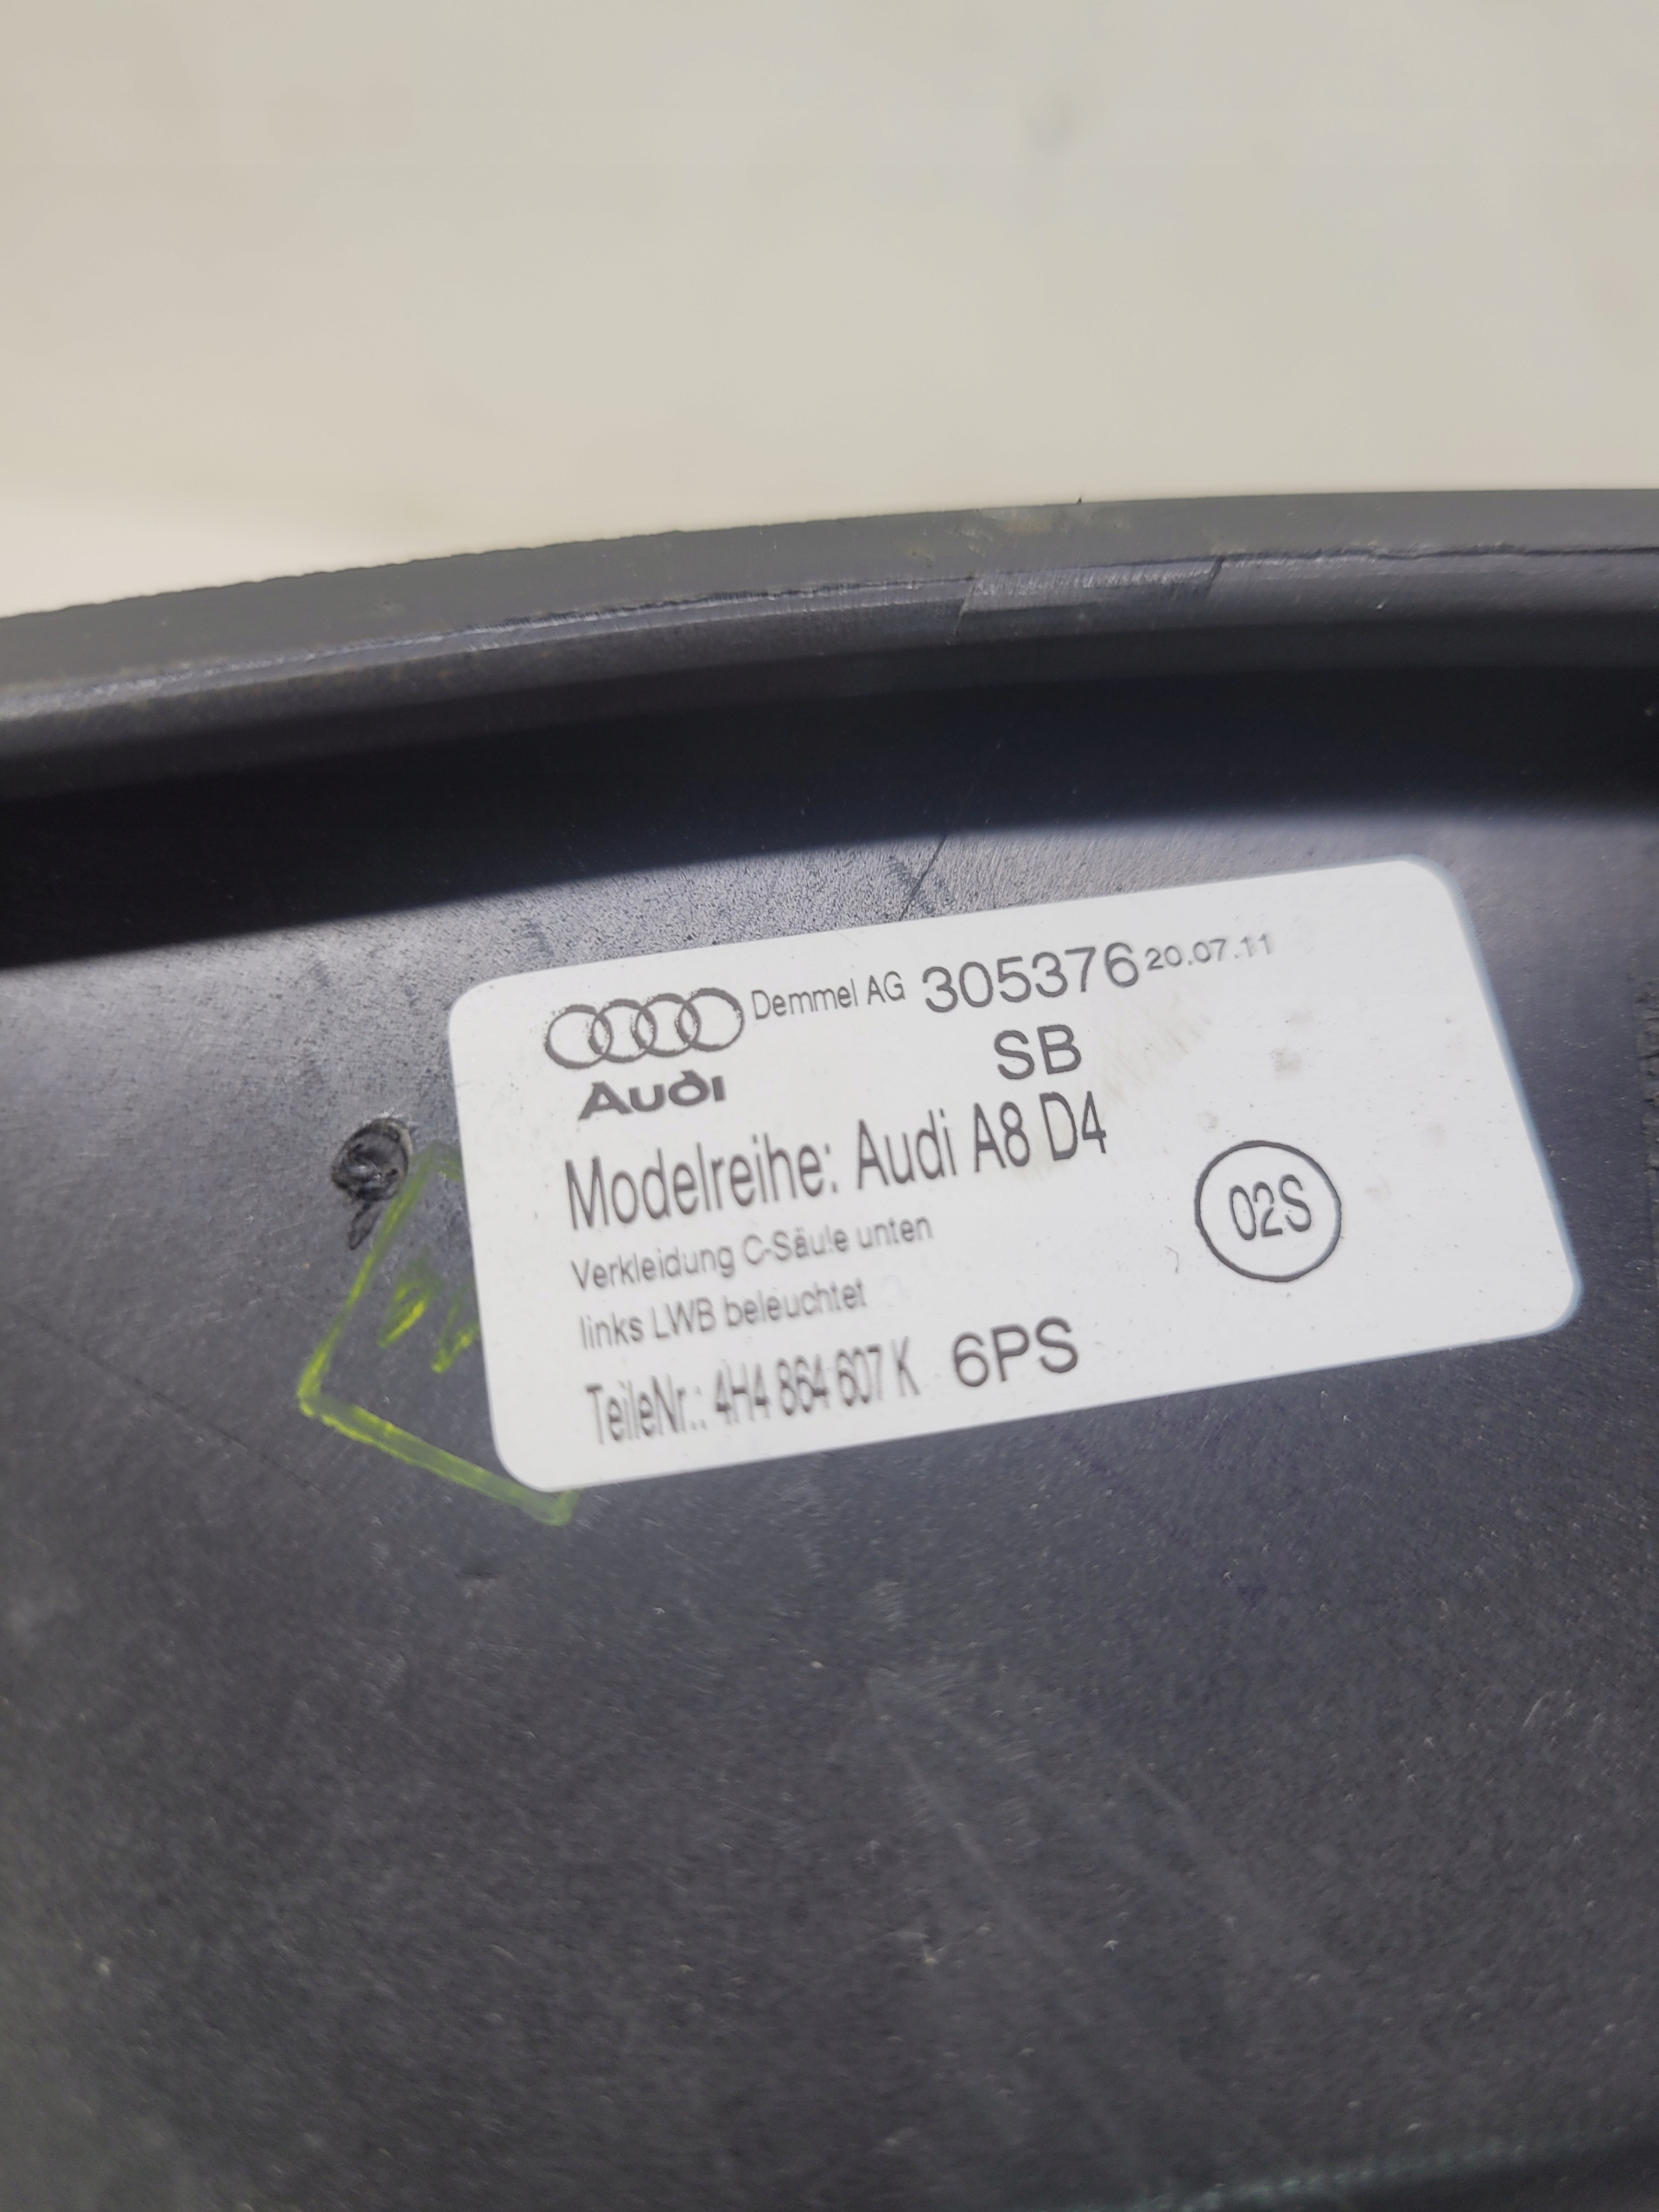 Demmel AG 305376 20.07.11
Audi SB
Modelreihe: Audi A8 D4
Verkleidung C-Säule unten
links LWB beleuchtet
02S
TeileNr.: 4H4 864 607 K 6PS